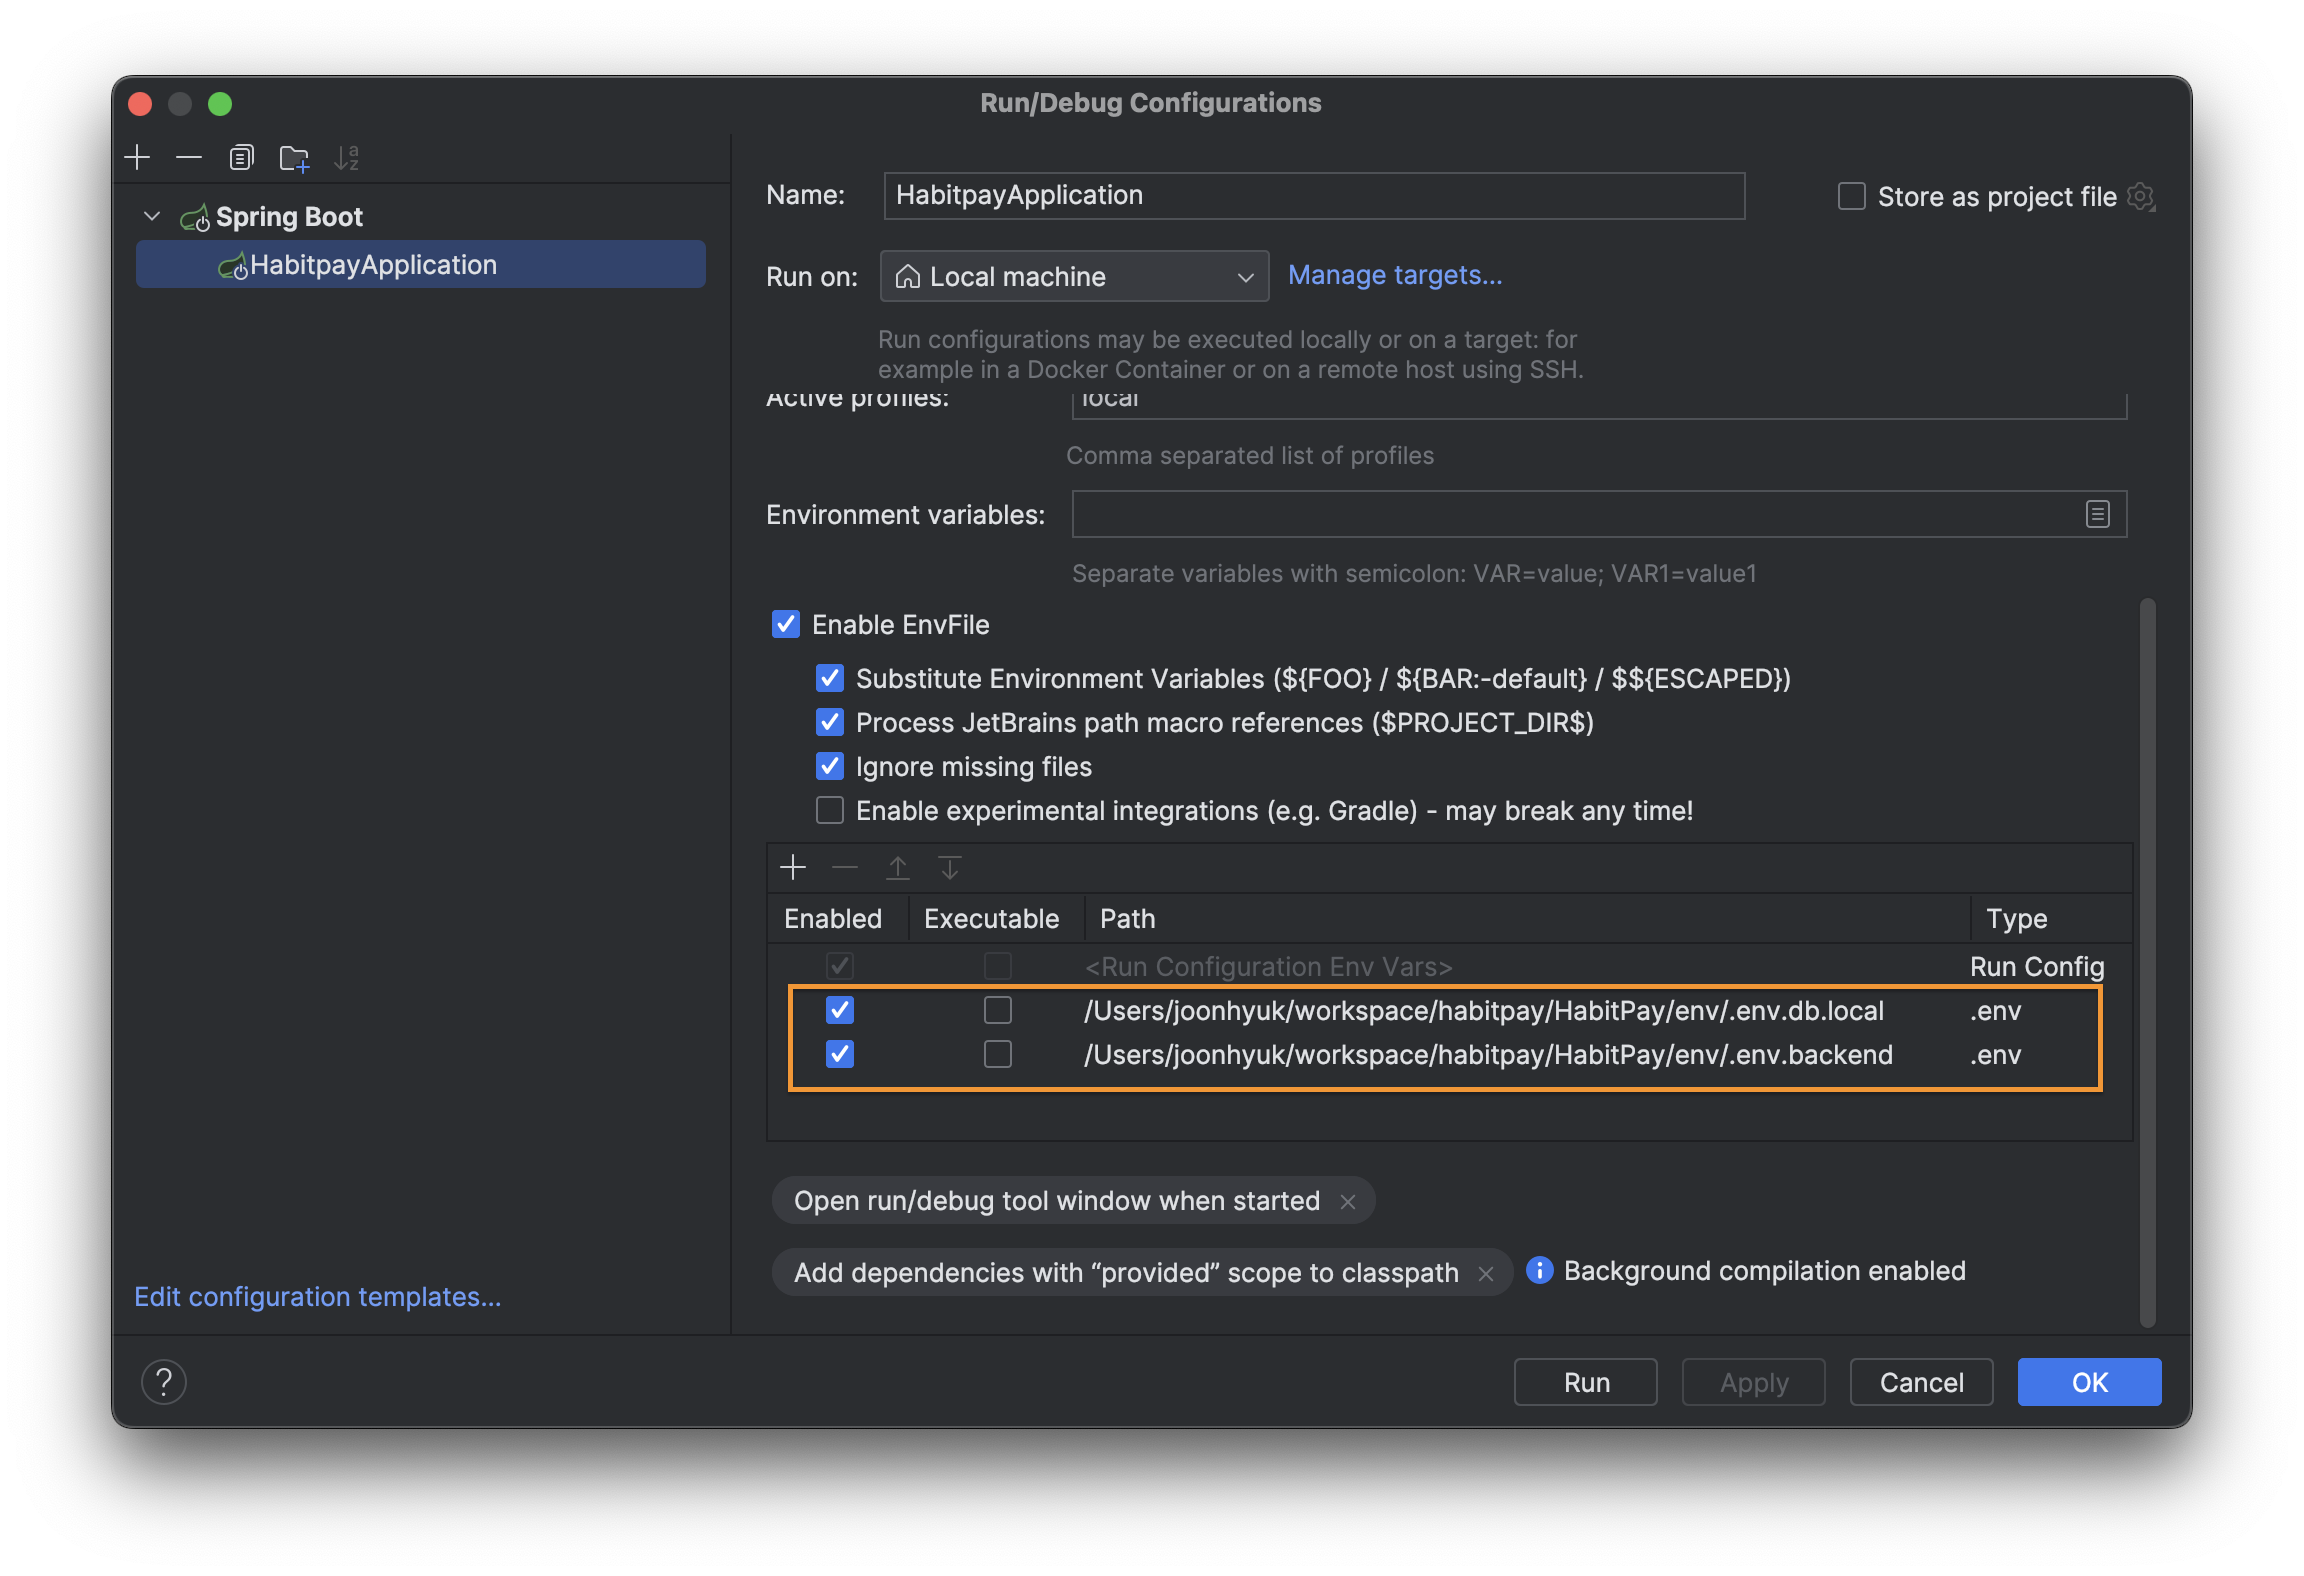 Run/Debug Configurations
Spring Boot
HabitpayApplication
Edit configuration templates...
Name: HabitpayApplication
Store as project file
Run on: Local machine Manage targets...
Run configurations may be executed locally or on a target: for
example in a Docker Container or on a remote host using SSH.
Active profiles: local
Comma separated list of profiles
Environment variables:
Separate variables with semicolon: VAR=value; VAR1=value1
Enable EnvFile
Substitute Environment Variables (${FOO} / ${BAR:-default} / $${ESCAPED})
Process JetBrains path macro references ($PROJECT_DIR$)
Ignore missing files
Enable experimental integrations (e.g. Gradle) - may break any time!
Enabled Executable Path Type
<Run Configuration Env Vars> Run Config
/Users/joonhyuk/workspace/habitpay/HabitPay/env/.env.db.local .env
/Users/joonhyuk/workspace/habitpay/HabitPay/env/.env.backend .env
Open run/debug tool window when started
Add dependencies with “provided” scope to classpath
Background compilation enabled
? Run Apply Cancel OK